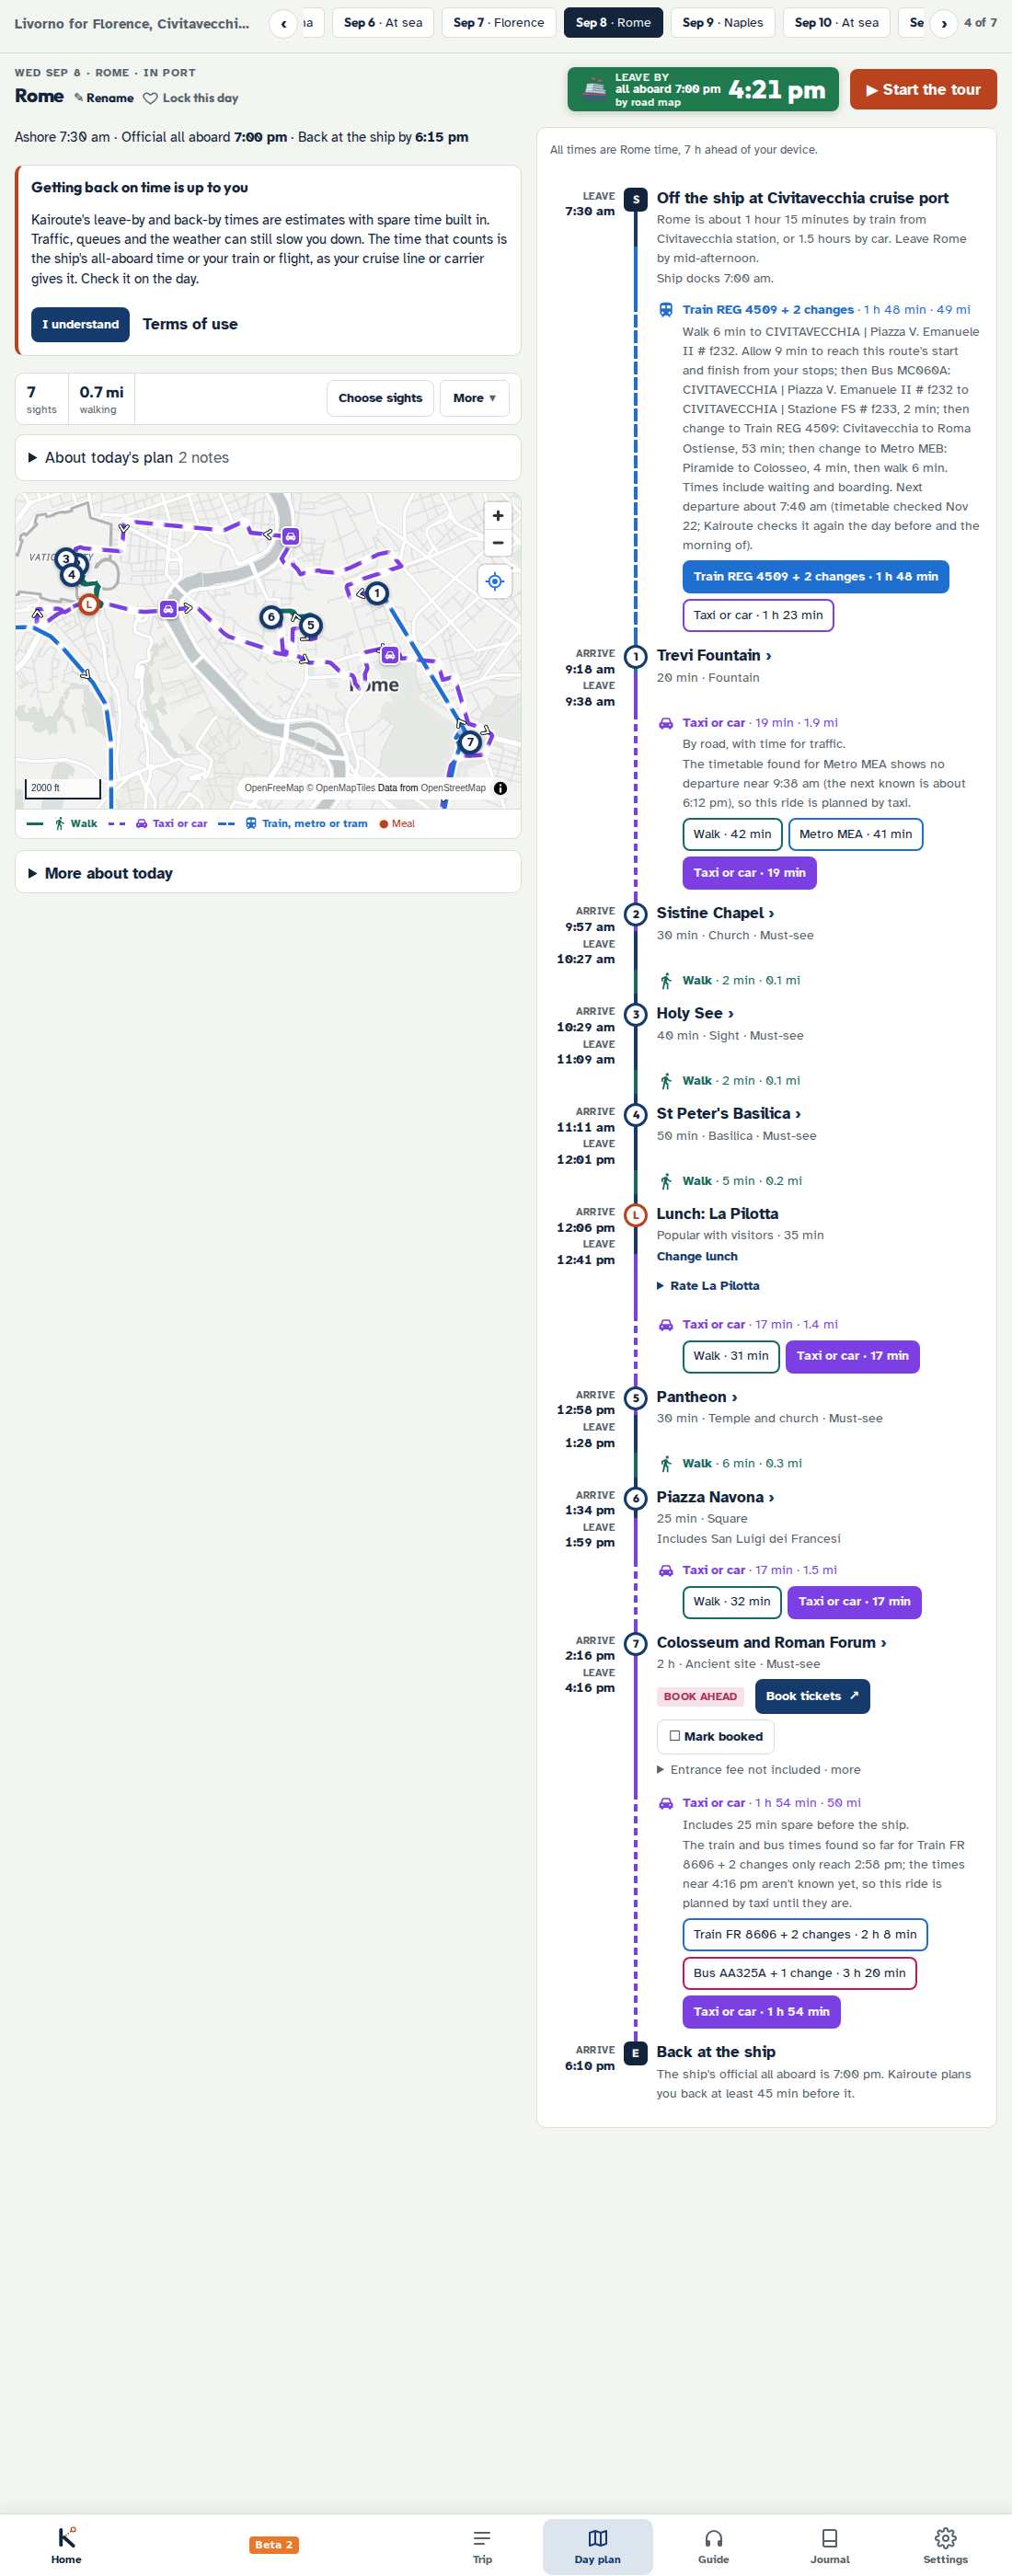 Livorno for Florence, Civitavecchi...
‹
na
Sep 6 · At sea
Sep 7 · Florence
Sep 8 · Rome
Sep 9 · Naples
Sep 10 · At sea
Se
›
4 of 7
WED SEP 8 · ROME · IN PORT
Rome
✎ Rename
Lock this day
LEAVE BY
all aboard 7:00 pm
by road map
4:21 pm
▶ Start the tour
Ashore 7:30 am · Official all aboard 7:00 pm · Back at the ship by 6:15 pm
Getting back on time is up to you
Kairoute's leave-by and back-by times are estimates with spare time built in.
Traffic, queues and the weather can still slow you down. The time that counts is
the ship's all-aboard time or your train or flight, as your cruise line or carrier
gives it. Check it on the day.
I understand
Terms of use
7
sights
0.7 mi
walking
Choose sights
More ▼
▶ About today's plan 2 notes
+
−
3
4
L
1
6
5
7
2000 ft
OpenFreeMap © OpenMapTiles Data from OpenStreetMap
Walk
Taxi or car
Train, metro or tram
Meal
▶ More about today
All times are Rome time, 7 h ahead of your device.
LEAVE
7:30 am
S
Off the ship at Civitavecchia cruise port
Rome is about 1 hour 15 minutes by train from
Civitavecchia station, or 1.5 hours by car. Leave Rome
by mid-afternoon.
Ship docks 7:00 am.
Train REG 4509 + 2 changes · 1 h 48 min · 49 mi
Walk 6 min to CIVITAVECCHIA | Piazza V. Emanuele
II # f232. Allow 9 min to reach this route's start
and finish from your stops; then Bus MC060A:
CIVITAVECCHIA | Piazza V. Emanuele II # f232 to
CIVITAVECCHIA | Stazione FS # f233, 2 min; then
change to Train REG 4509: Civitavecchia to Roma
Ostiense, 53 min; then change to Metro MEB:
Piramide to Colosseo, 4 min, then walk 6 min.
Times include waiting and boarding. Next
departure about 7:40 am (timetable checked Nov
22; Kairoute checks it again the day before and the
morning of).
Train REG 4509 + 2 changes · 1 h 48 min
Taxi or car · 1 h 23 min
ARRIVE
9:18 am
LEAVE
9:38 am
1
Trevi Fountain ›
20 min · Fountain
Taxi or car · 19 min · 1.9 mi
By road, with time for traffic.
The timetable found for Metro MEA shows no
departure near 9:38 am (the next known is about
6:12 pm), so this ride is planned by taxi.
Walk · 42 min
Metro MEA · 41 min
Taxi or car · 19 min
ARRIVE
9:57 am
LEAVE
10:27 am
2
Sistine Chapel ›
30 min · Church · Must-see
Walk · 2 min · 0.1 mi
ARRIVE
10:29 am
LEAVE
11:09 am
3
Holy See ›
40 min · Sight · Must-see
Walk · 2 min · 0.1 mi
ARRIVE
11:11 am
LEAVE
12:01 pm
4
St Peter's Basilica ›
50 min · Basilica · Must-see
Walk · 5 min · 0.2 mi
ARRIVE
12:06 pm
LEAVE
12:41 pm
L
Lunch: La Pilotta
Popular with visitors · 35 min
Change lunch
▶ Rate La Pilotta
Taxi or car · 17 min · 1.4 mi
Walk · 31 min
Taxi or car · 17 min
ARRIVE
12:58 pm
LEAVE
1:28 pm
5
Pantheon ›
30 min · Temple and church · Must-see
Walk · 6 min · 0.3 mi
ARRIVE
1:34 pm
LEAVE
1:59 pm
6
Piazza Navona ›
25 min · Square
Includes San Luigi dei Francesi
Taxi or car · 17 min · 1.5 mi
Walk · 32 min
Taxi or car · 17 min
ARRIVE
2:16 pm
LEAVE
4:16 pm
7
Colosseum and Roman Forum ›
2 h · Ancient site · Must-see
BOOK AHEAD
Book tickets ↗
☐ Mark booked
▶ Entrance fee not included · more
Taxi or car · 1 h 54 min · 50 mi
Includes 25 min spare before the ship.
The train and bus times found so far for Train FR
8606 + 2 changes only reach 2:58 pm; the times
near 4:16 pm aren't known yet, so this ride is
planned by taxi until they are.
Train FR 8606 + 2 changes · 2 h 8 min
Bus AA325A + 1 change · 3 h 20 min
Taxi or car · 1 h 54 min
ARRIVE
6:10 pm
E
Back at the ship
The ship's official all aboard is 7:00 pm. Kairoute plans
you back at least 45 min before it.
Home
Beta 2
Trip
Day plan
Guide
Journal
Settings